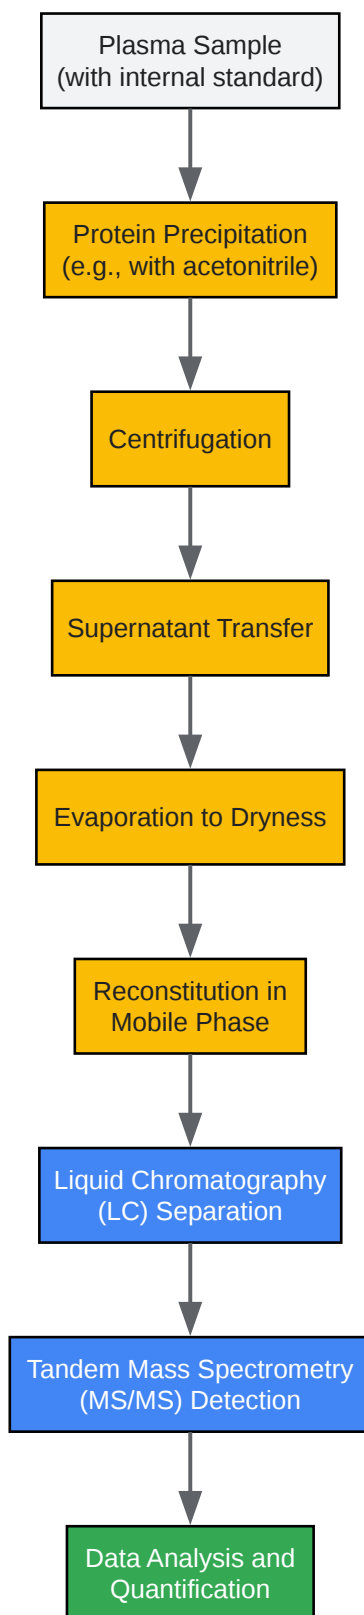 Plasma Sample
(with internal standard)
Protein Precipitation
(e.g., with acetonitrile)
Centrifugation
Supernatant Transfer
Evaporation to Dryness
Reconstitution in
Mobile Phase
Liquid Chromatography
(LC) Separation
Tandem Mass Spectrometry
(MS/MS) Detection
Data Analysis and
Quantification